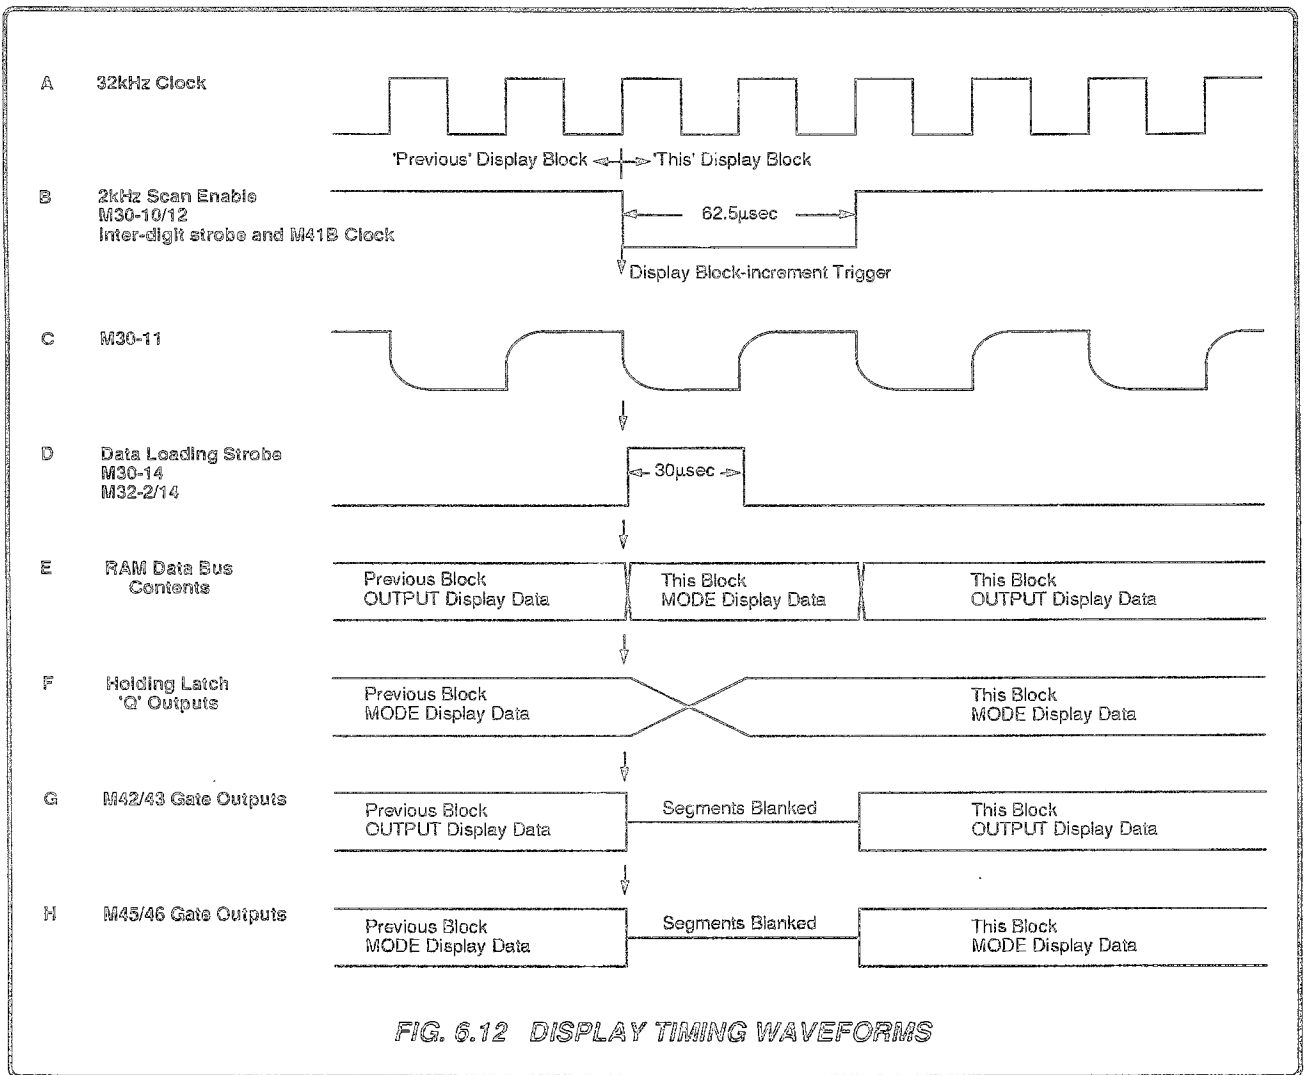 A 32kHz Clock
'Previous' Display Block 'This' Display Block
B 2kHz Scan Enable
M30-10/12
Inter-digit strobe and M41B Clock
62.5µsec
Display Block-increment Trigger
C M30-11
D Data Loading Strobe
M30-14
M32-2/14
30µsec
E RAM Data Bus
Contents
Previous Block
OUTPUT Display Data
This Block
MODE Display Data
This Block
OUTPUT Display Data
F Holding Latch
'Q' Outputs
Previous Block
MODE Display Data
This Block
MODE Display Data
G M42/43 Gate Outputs
Previous Block
OUTPUT Display Data
Segments Blanked
This Block
OUTPUT Display Data
H M45/46 Gate Outputs
Previous Block
MODE Display Data
Segments Blanked
This Block
MODE Display Data
FIG. 6.12 DISPLAY TIMING WAVEFORMS